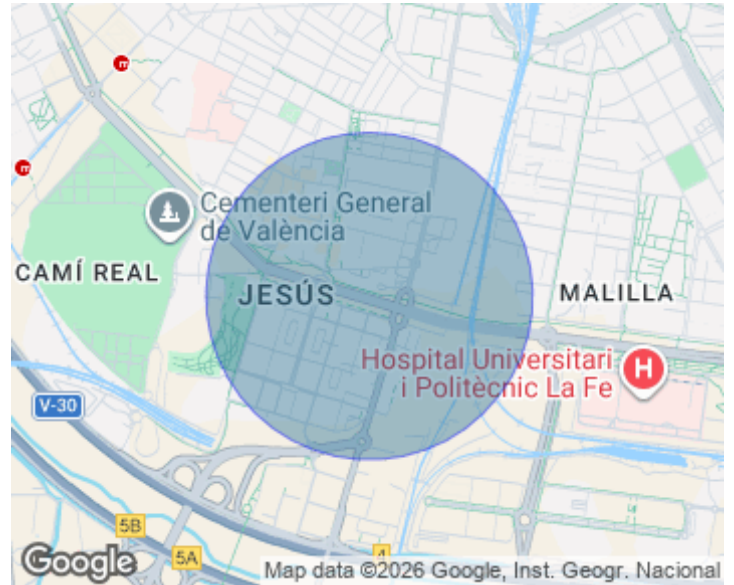 m
m
Cementeri General
de València
CAMÍ REAL
JESÚS
MALILLA
Hospital Universitari
i Politècnic La Fe
H
V-30
5B
5A
4
Google
Map data ©2026 Google, Inst. Geogr. Nacional